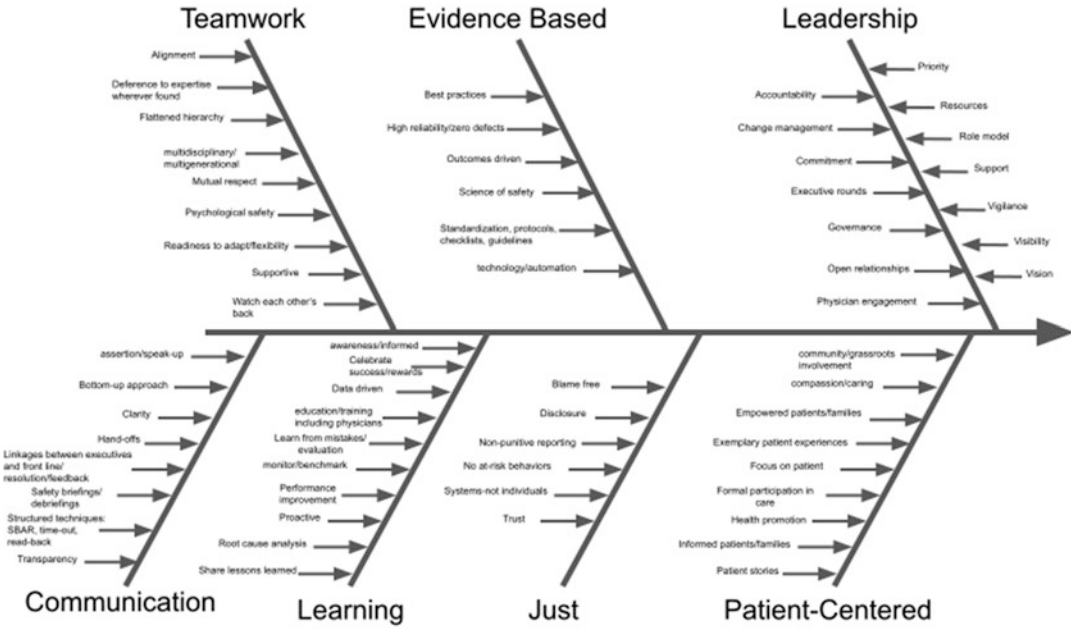 Teamwork
Alignment
Deference to expertise
wherever found
Flattened hierarchy
multidisciplinary/
multigenerational
Mutual respect
Psychological safety
Readiness to adapt/flexibility
Supportive
Watch each other's
back
Evidence Based
Best practices
High reliability/zero defects
Outcomes driven
Science of safety
Standardization, protocols,
checklists, guidelines
technology/automation
Leadership
Accountability
Change management
Commitment
Executive rounds
Governance
Open relationships
Physician engagement
Priority
Resources
Role model
Support
Vigilance
Visibility
Vision
assertion/speak-up
Bottom-up approach
Clarity
Hand-offs
Linkages between executives
and front line/
resolution/feedback
Safety briefings/
debriefings
Structured techniques:
SBAR, time-out,
read-back
Transparency
Communication
awareness/informed
Celebrate
success/rewards
Data driven
education/training
including physicians
Learn from mistakes/
evaluation
monitor/benchmark
Performance
improvement
Proactive
Root cause analysis
Share lessons learned
Learning
Blame free
Disclosure
Non-punitive reporting
No at-risk behaviors
Systems-not individuals
Trust
Just
community/grassroots
involvement
compassion/caring
Empowered patients/families
Exemplary patient experiences
Focus on patient
Formal participation in
care
Health promotion
Informed patients/families
Patient stories
Patient-Centered